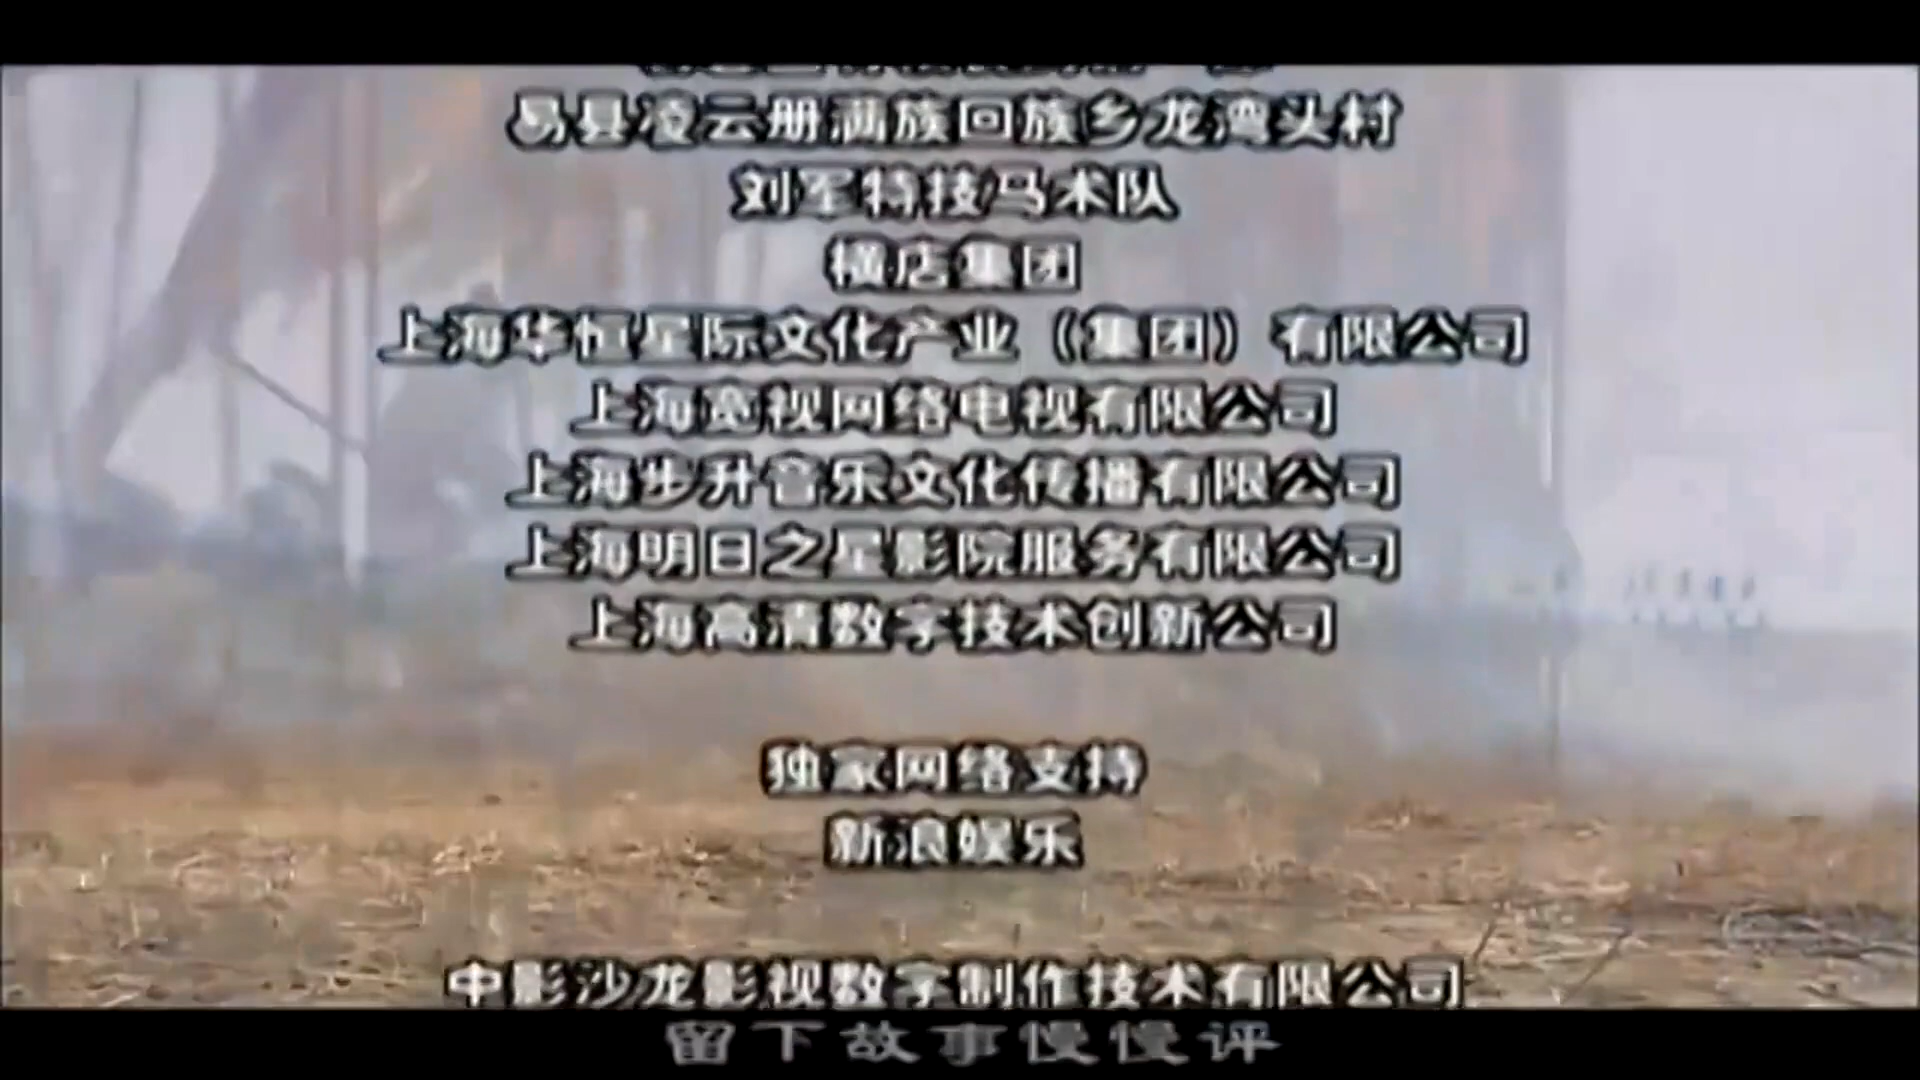 易县凌云册满族回族乡龙湾头村
刘军特技马术队
横店集团
上海华恒星际文化产业（集团）有限公司
上海宽视网络电视有限公司
上海步升音乐文化传播有限公司
上海明日之星影院服务有限公司
上海高清数字技术创新公司
独家网络支持
新浪娱乐
中影沙龙影视数字制作技术有限公司
留下故事慢慢评